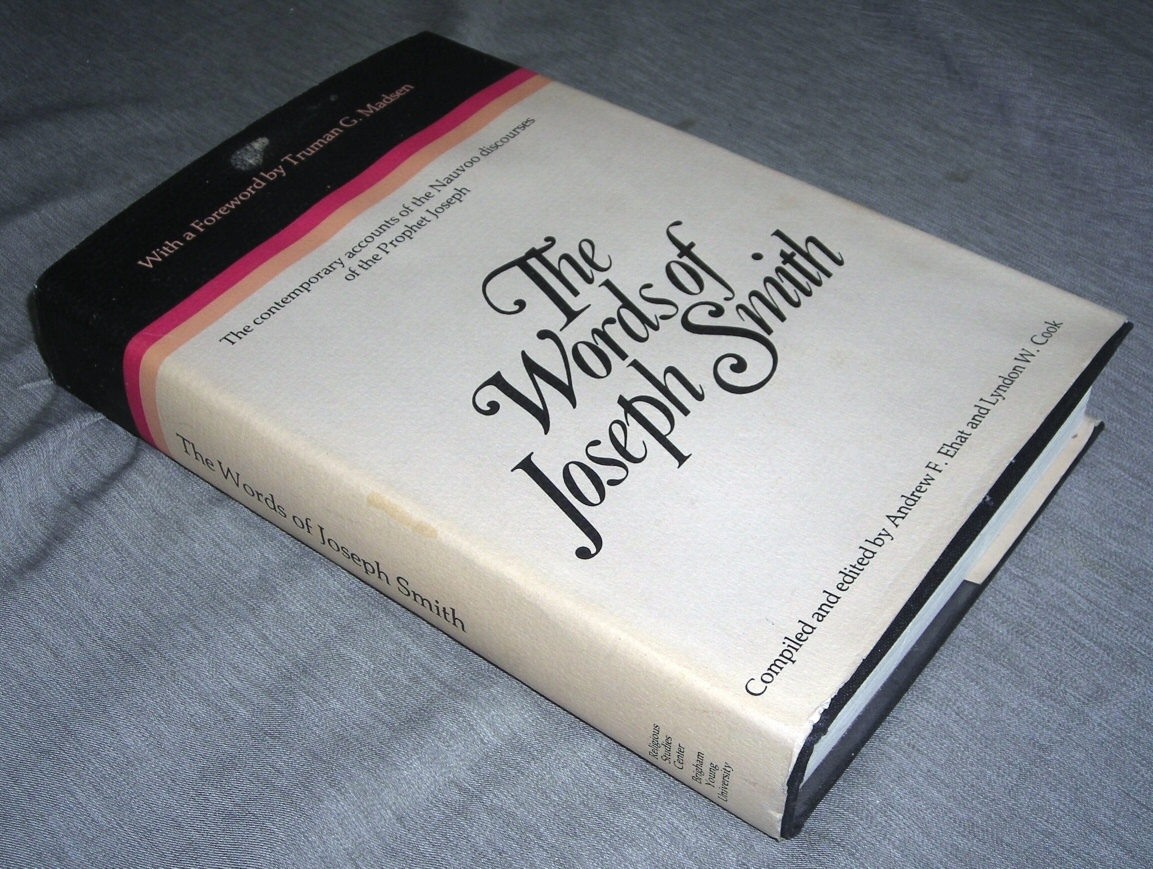 With a Foreword by Truman G. Madsen
The contemporary accounts of the Nauvoo discourses
of the Prophet Joseph
The
Words of
Joseph Smith
Compiled and edited by Andrew F. Ehat and Lyndon W. Cook
The Words of Joseph Smith
Religious
Studies
Center
Brigham
Young
University